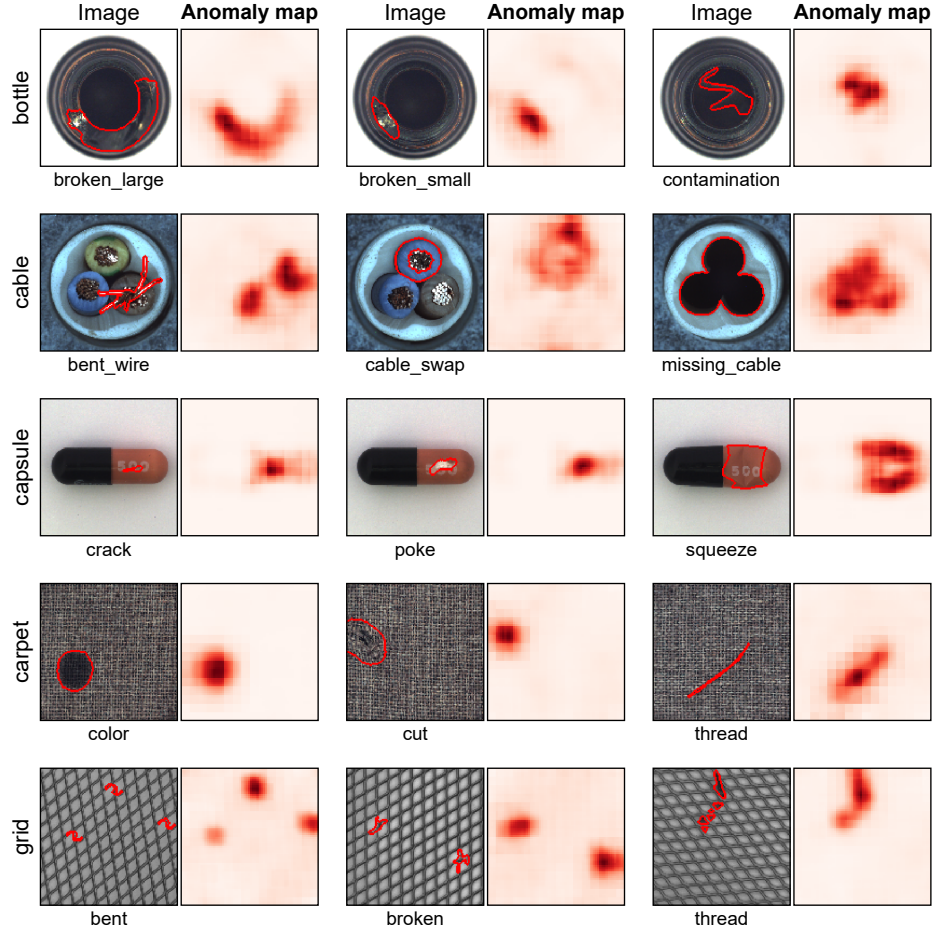 Image Anomaly map Image Anomaly map Image Anomaly map
bottle
broken_large broken_small contamination
cable
bent_wire cable_swap missing_cable
capsule
500 500 500
crack poke squeeze
carpet
color cut thread
grid
bent broken thread